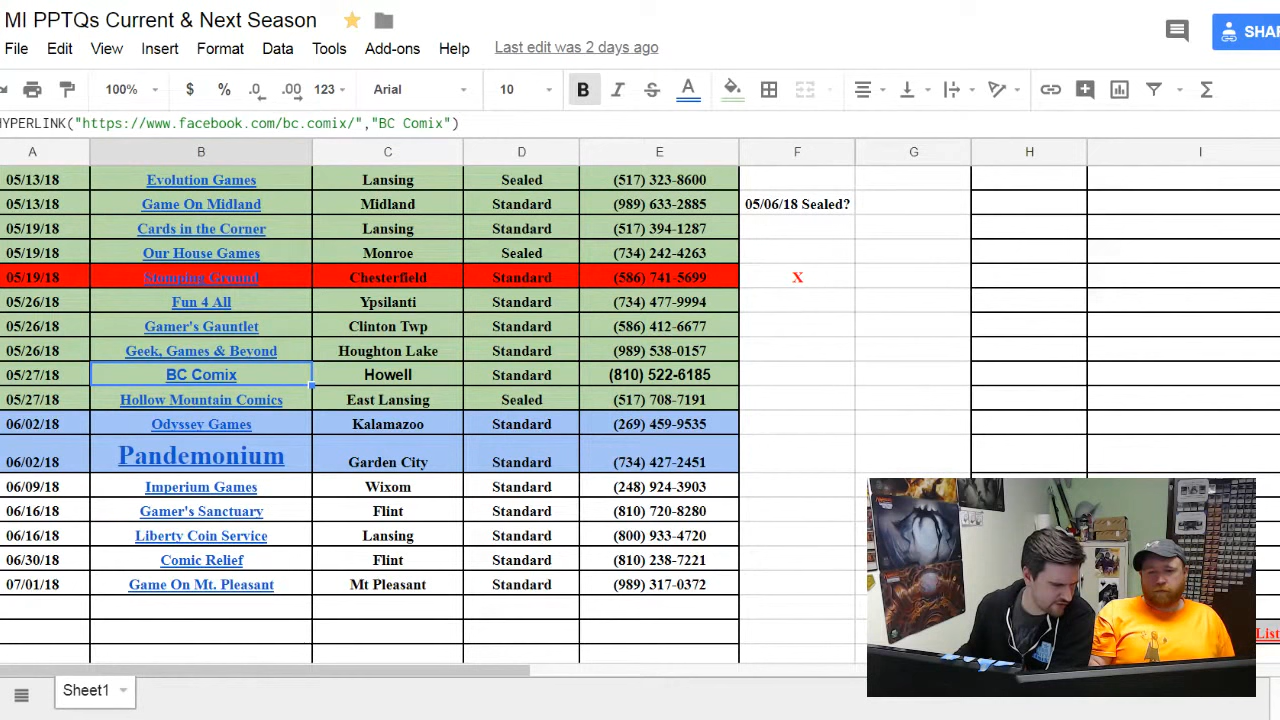 MI PPTQs Current & Next Season
File Edit View Insert Format Data Tools Add-ons Help Last edit was 2 days ago SHAR
100% $ % .0 .00 123 Arial 10 B I S A
HYPERLINK("https://www.facebook.com/bc.comix/","BC Comix")
A B C D E F G H I
05/13/18 Evolution Games Lansing Sealed (517) 323-8600
05/13/18 Game On Midland Midland Standard (989) 633-2885 05/06/18 Sealed?
05/19/18 Cards in the Corner Lansing Standard (517) 394-1287
05/19/18 Our House Games Monroe Sealed (734) 242-4263
05/19/18 Stomping Ground Chesterfield Standard (586) 741-5699 X
05/26/18 Fun 4 All Ypsilanti Standard (734) 477-9994
05/26/18 Gamer's Gauntlet Clinton Twp Standard (586) 412-6677
05/26/18 Geek, Games & Beyond Houghton Lake Standard (989) 538-0157
05/27/18 BC Comix Howell Standard (810) 522-6185
05/27/18 Hollow Mountain Comics East Lansing Sealed (517) 708-7191
06/02/18 Odyssey Games Kalamazoo Standard (269) 459-9535
06/02/18 Pandemonium Garden City Standard (734) 427-2451
06/09/18 Imperium Games Wixom Standard (248) 924-3903
06/16/18 Gamer's Sanctuary Flint Standard (810) 720-8280
06/16/18 Liberty Coin Service Lansing Standard (800) 933-4720
06/30/18 Comic Relief Flint Standard (810) 238-7221
07/01/18 Game On Mt. Pleasant Mt Pleasant Standard (989) 317-0372
List
Sheet1